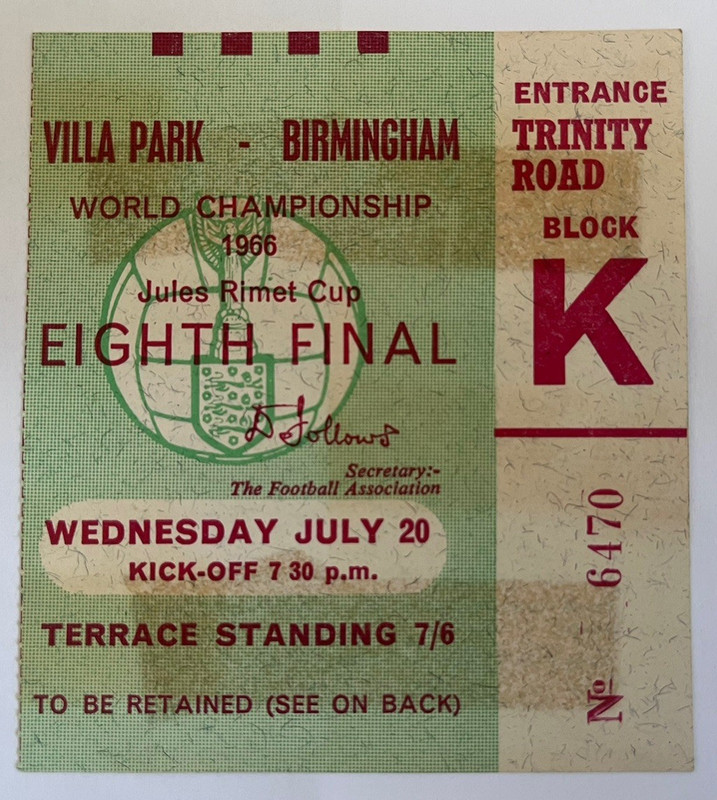 VILLA PARK - BIRMINGHAM
WORLD CHAMPIONSHIP
1966
Jules Rimet Cup
EIGHTH FINAL
D Follows
Secretary:-
The Football Association
WEDNESDAY JULY 20
KICK-OFF 7 30 p.m.
TERRACE STANDING 7/6
TO BE RETAINED (SEE ON BACK)
ENTRANCE
TRINITY
ROAD
BLOCK
K
Nº 6470